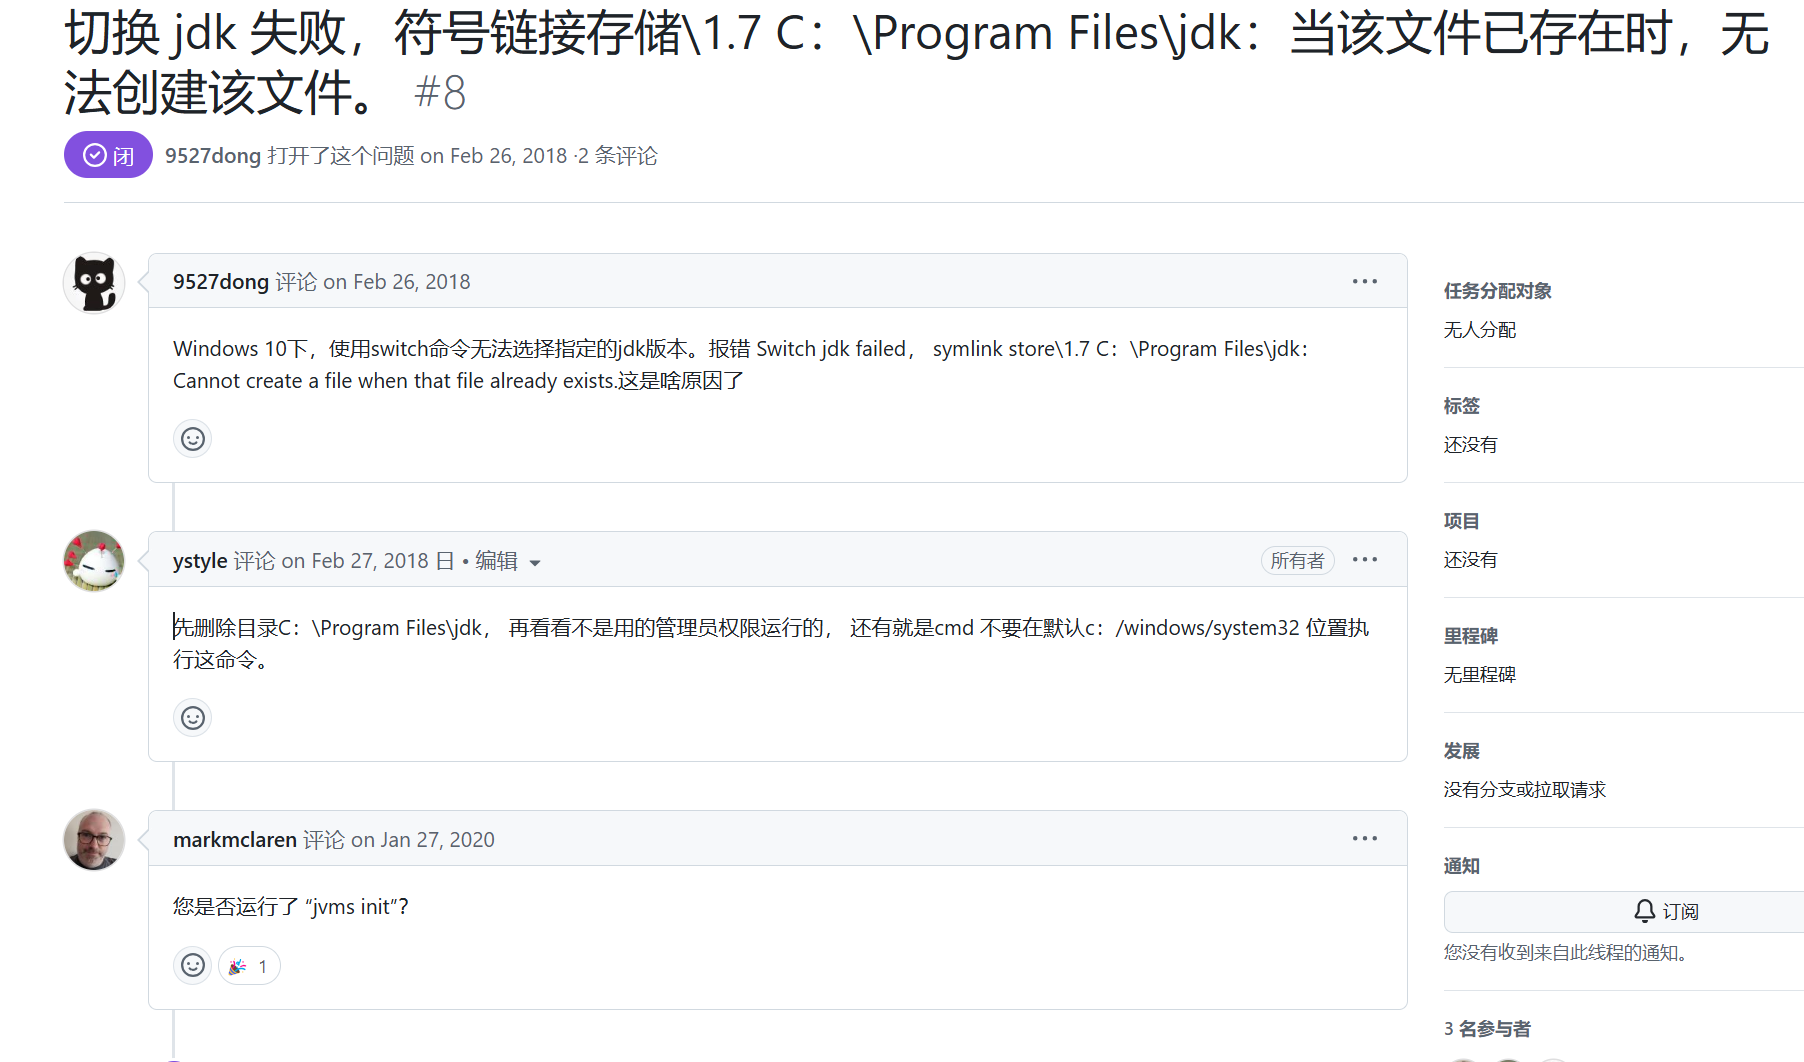 切换 jdk 失败，符号链接存储\1.7 C：\Program Files\jdk：当该文件已存在时，无
法创建该文件。 #8
闭 9527dong 打开了这个问题 on Feb 26, 2018 ·2 条评论
9527dong 评论 on Feb 26, 2018
Windows 10下，使用switch命令无法选择指定的jdk版本。报错 Switch jdk failed， symlink store\1.7 C：\Program Files\jdk：
Cannot create a file when that file already exists.这是啥原因了
ystyle 评论 on Feb 27, 2018 日 • 编辑
所有者
先删除目录C：\Program Files\jdk， 再看看不是用的管理员权限运行的， 还有就是cmd 不要在默认c：/windows/system32 位置执
行这命令。
markmclaren 评论 on Jan 27, 2020
您是否运行了 “jvms init”？
1
任务分配对象
无人分配
标签
还没有
项目
还没有
里程碑
无里程碑
发展
没有分支或拉取请求
通知
订阅
您没有收到来自此线程的通知。
3 名参与者